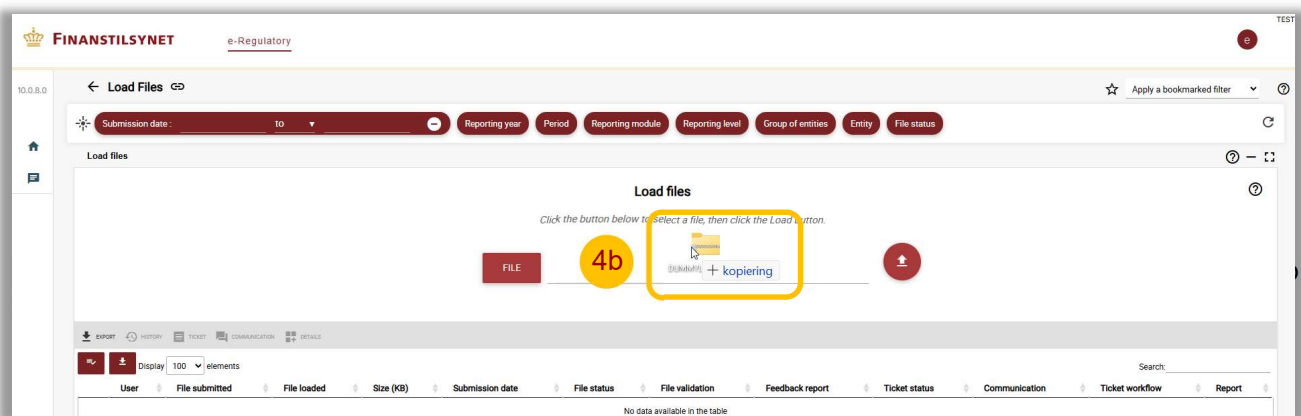 TEST
FINANSTILSYNET
e-Regulatory
e
10.0.8.0
Load Files
Apply a bookmarked filter
Submission date :
to
Reporting year
Period
Reporting module
Reporting level
Group of entities
Entity
File status
Load files
Load files
Click the button below to select a file, then click the Load button.
FILE
4b
+ kopiering
EXPORT
HISTORY
TICKET
COMMUNICATION
DETAILS
Display 100 elements
Search:
User
File submitted
File loaded
Size (KB)
Submission date
File status
File validation
Feedback report
Ticket status
Communication
Ticket workflow
Report
No data available in the table